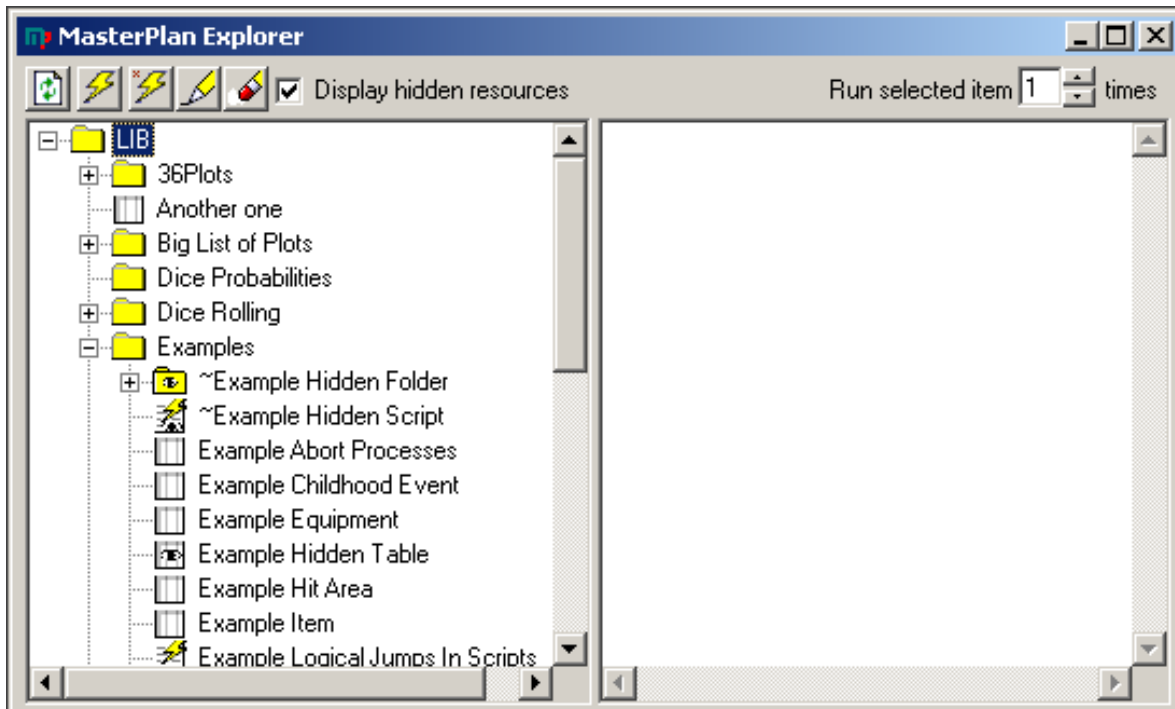 MasterPlan Explorer
Display hidden resources Run selected item 1 times
LIB
36Plots
Another one
Big List of Plots
Dice Probabilities
Dice Rolling
Examples
~Example Hidden Folder
~Example Hidden Script
Example Abort Processes
Example Childhood Event
Example Equipment
Example Hidden Table
Example Hit Area
Example Item
Example Logical Jumps In Scripts